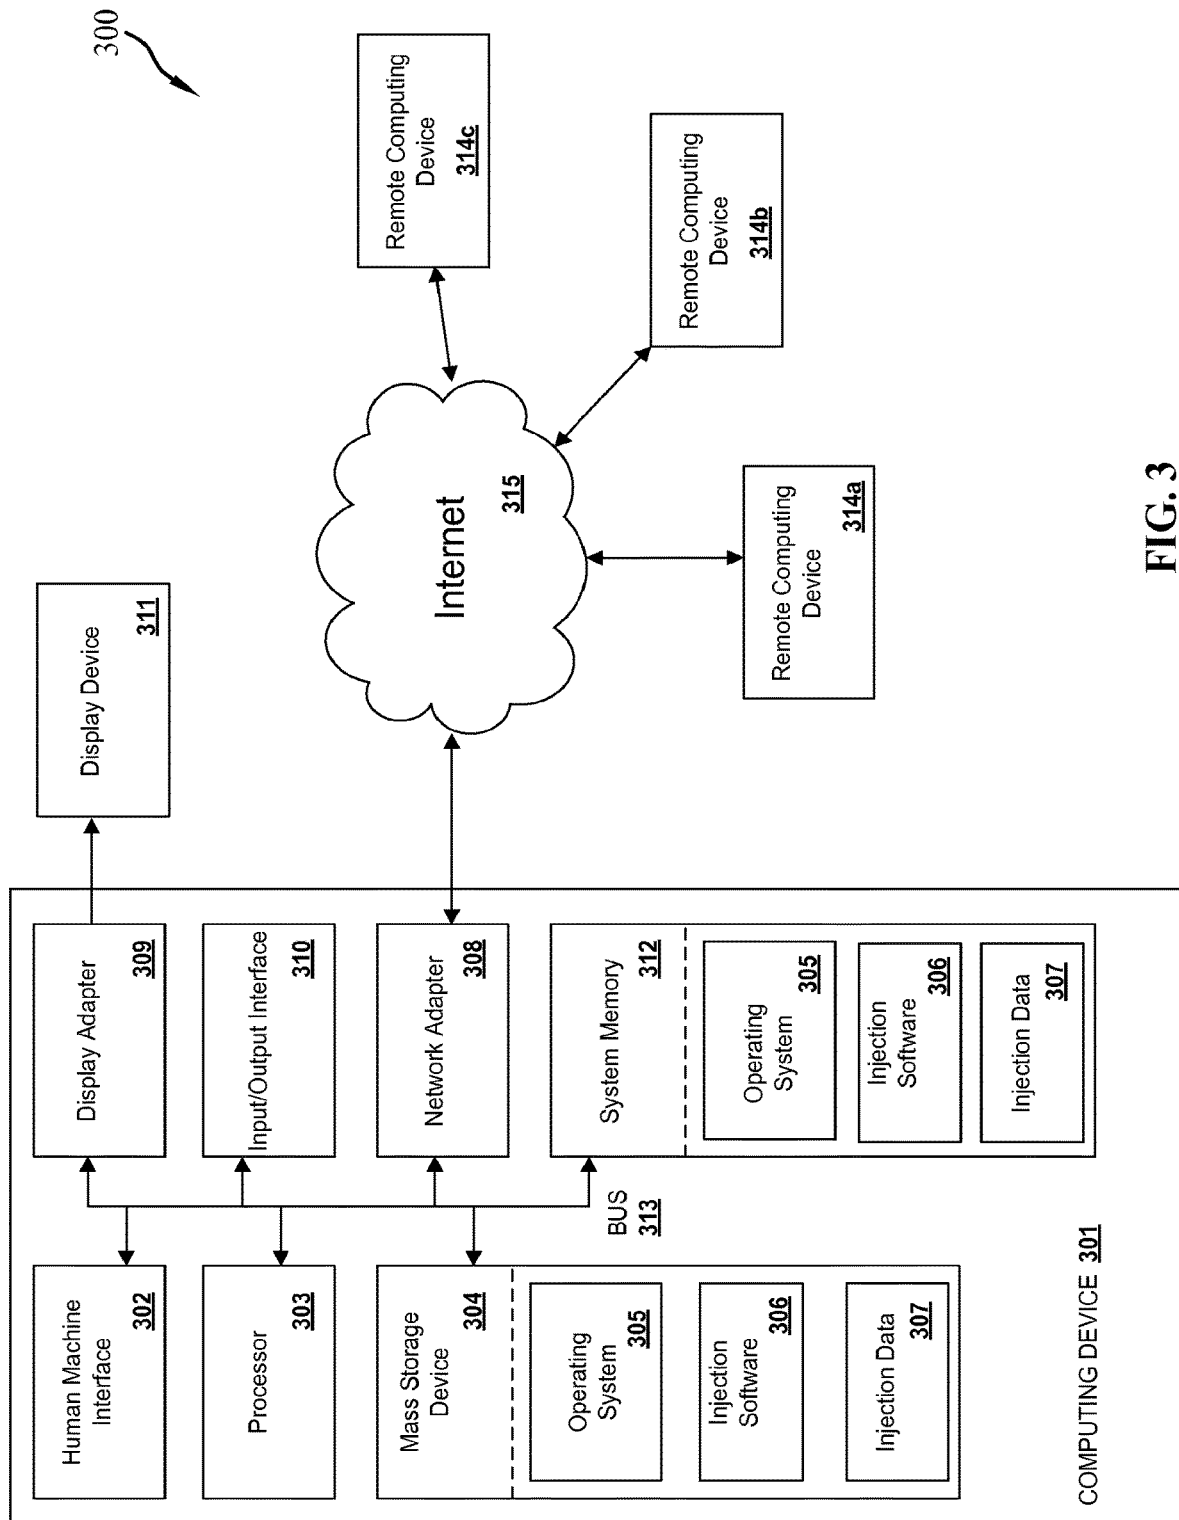 300
Human Machine
Interface
302
Processor
303
Mass Storage
Device
304
Operating
System
305
Injection
Software
306
Injection Data
307
COMPUTING DEVICE 301
BUS
313
Display Adapter
309
Input/Output Interface
310
Network Adapter
308
System Memory
312
Operating
System
305
Injection
Software
306
Injection Data
307
Display Device
311
Internet
315
Remote Computing
Device
314a
Remote Computing
Device
314b
Remote Computing
Device
314c
FIG. 3